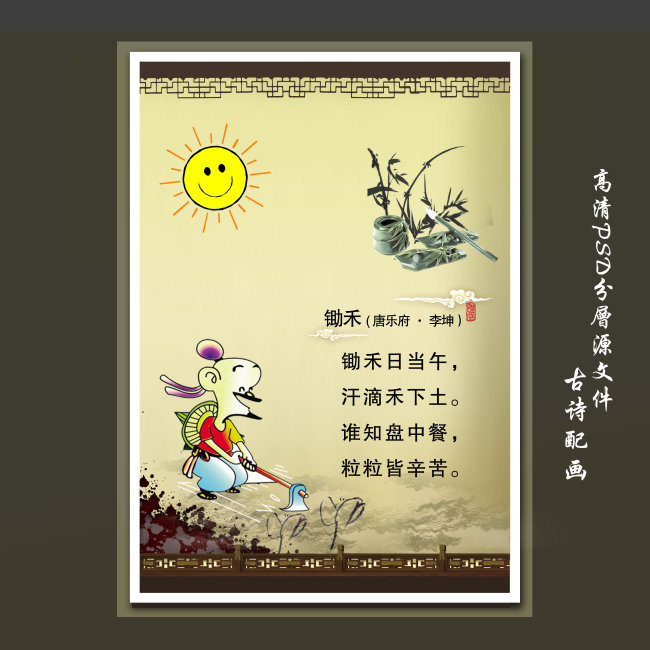 锄禾(唐乐府·李坤)
锄禾日当午，
汗滴禾下土。
谁知盘中餐，
粒粒皆辛苦。
高清PSD分層源文件
古诗配画